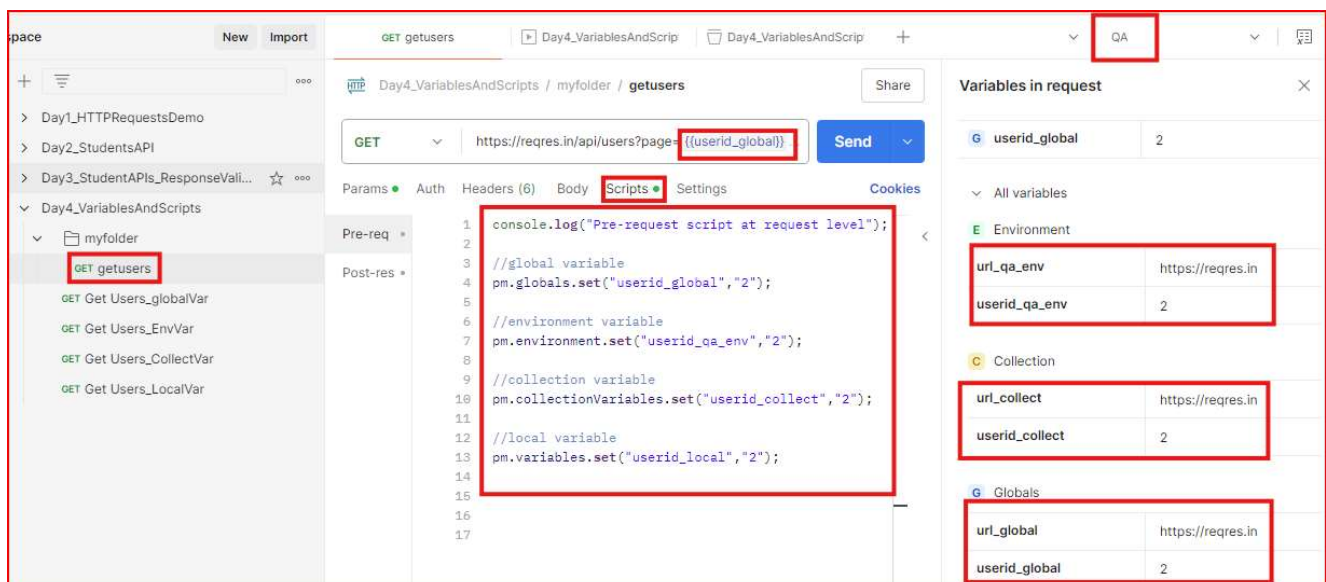 space New Import
GET getusers Day4_VariablesAndScrip Day4_VariablesAndScrip + QA
HTTP Day4_VariablesAndScripts / myfolder / getusers Share
Day1_HTTPRequestsDemo
Day2_StudentsAPI
Day3_StudentAPIs_ResponseVali...
Day4_VariablesAndScripts
myfolder
GET getusers
GET Get Users_globalVar
GET Get Users_EnvVar
GET Get Users_CollectVar
GET Get Users_LocalVar
GET https://reqres.in/api/users?page={{userid_global}} Send
Params Auth Headers (6) Body Scripts Settings Cookies
Pre-req
Post-res
1 console.log("Pre-request script at request level");
2
3 //global variable
4 pm.globals.set("userid_global","2");
5
6 //environment variable
7 pm.environment.set("userid_qa_env","2");
8
9 //collection variable
10 pm.collectionVariables.set("userid_collect","2");
11
12 //local variable
13 pm.variables.set("userid_local","2");
14
15
16
17
Variables in request
G userid_global 2
All variables
E Environment
url_qa_env https://reqres.in
userid_qa_env 2
C Collection
url_collect https://reqres.in
userid_collect 2
G Globals
url_global https://reqres.in
userid_global 2